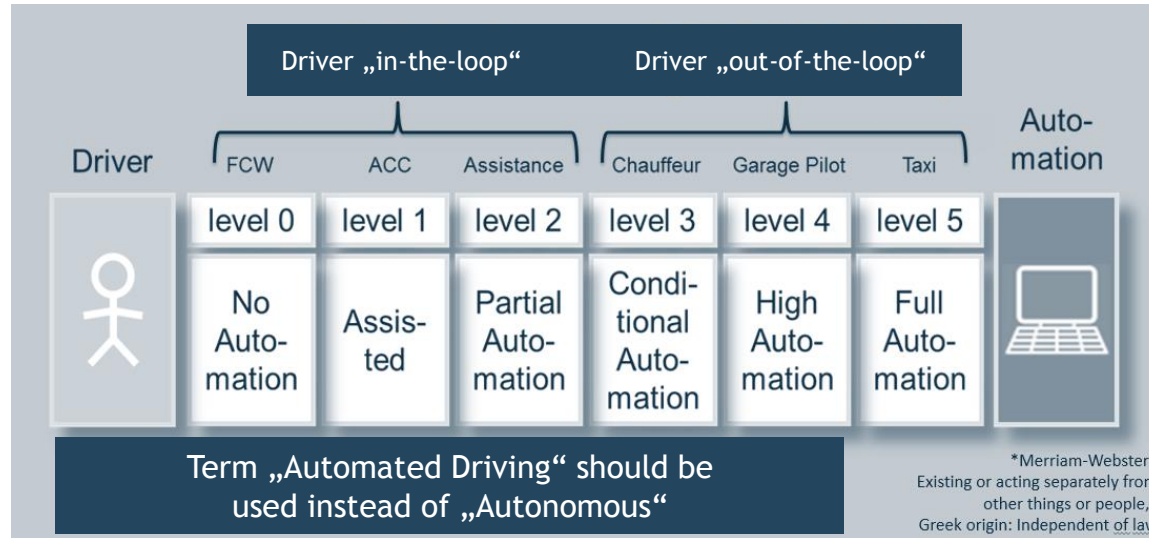 Driver „in-the-loop“
Driver „out-of-the-loop“
Driver
FCW
ACC
Assistance
Chauffeur
Garage Pilot
Taxi
Auto-
mation
level 0
level 1
level 2
level 3
level 4
level 5
No
Auto-
mation
Assis-
ted
Partial
Auto-
mation
Condi-
tional
Auto-
mation
High
Auto-
mation
Full
Auto-
mation
Term „Automated Driving“ should be
used instead of „Autonomous“
*Merriam-Webster
Existing or acting separately
other things or people,
Greek origin: Independent of